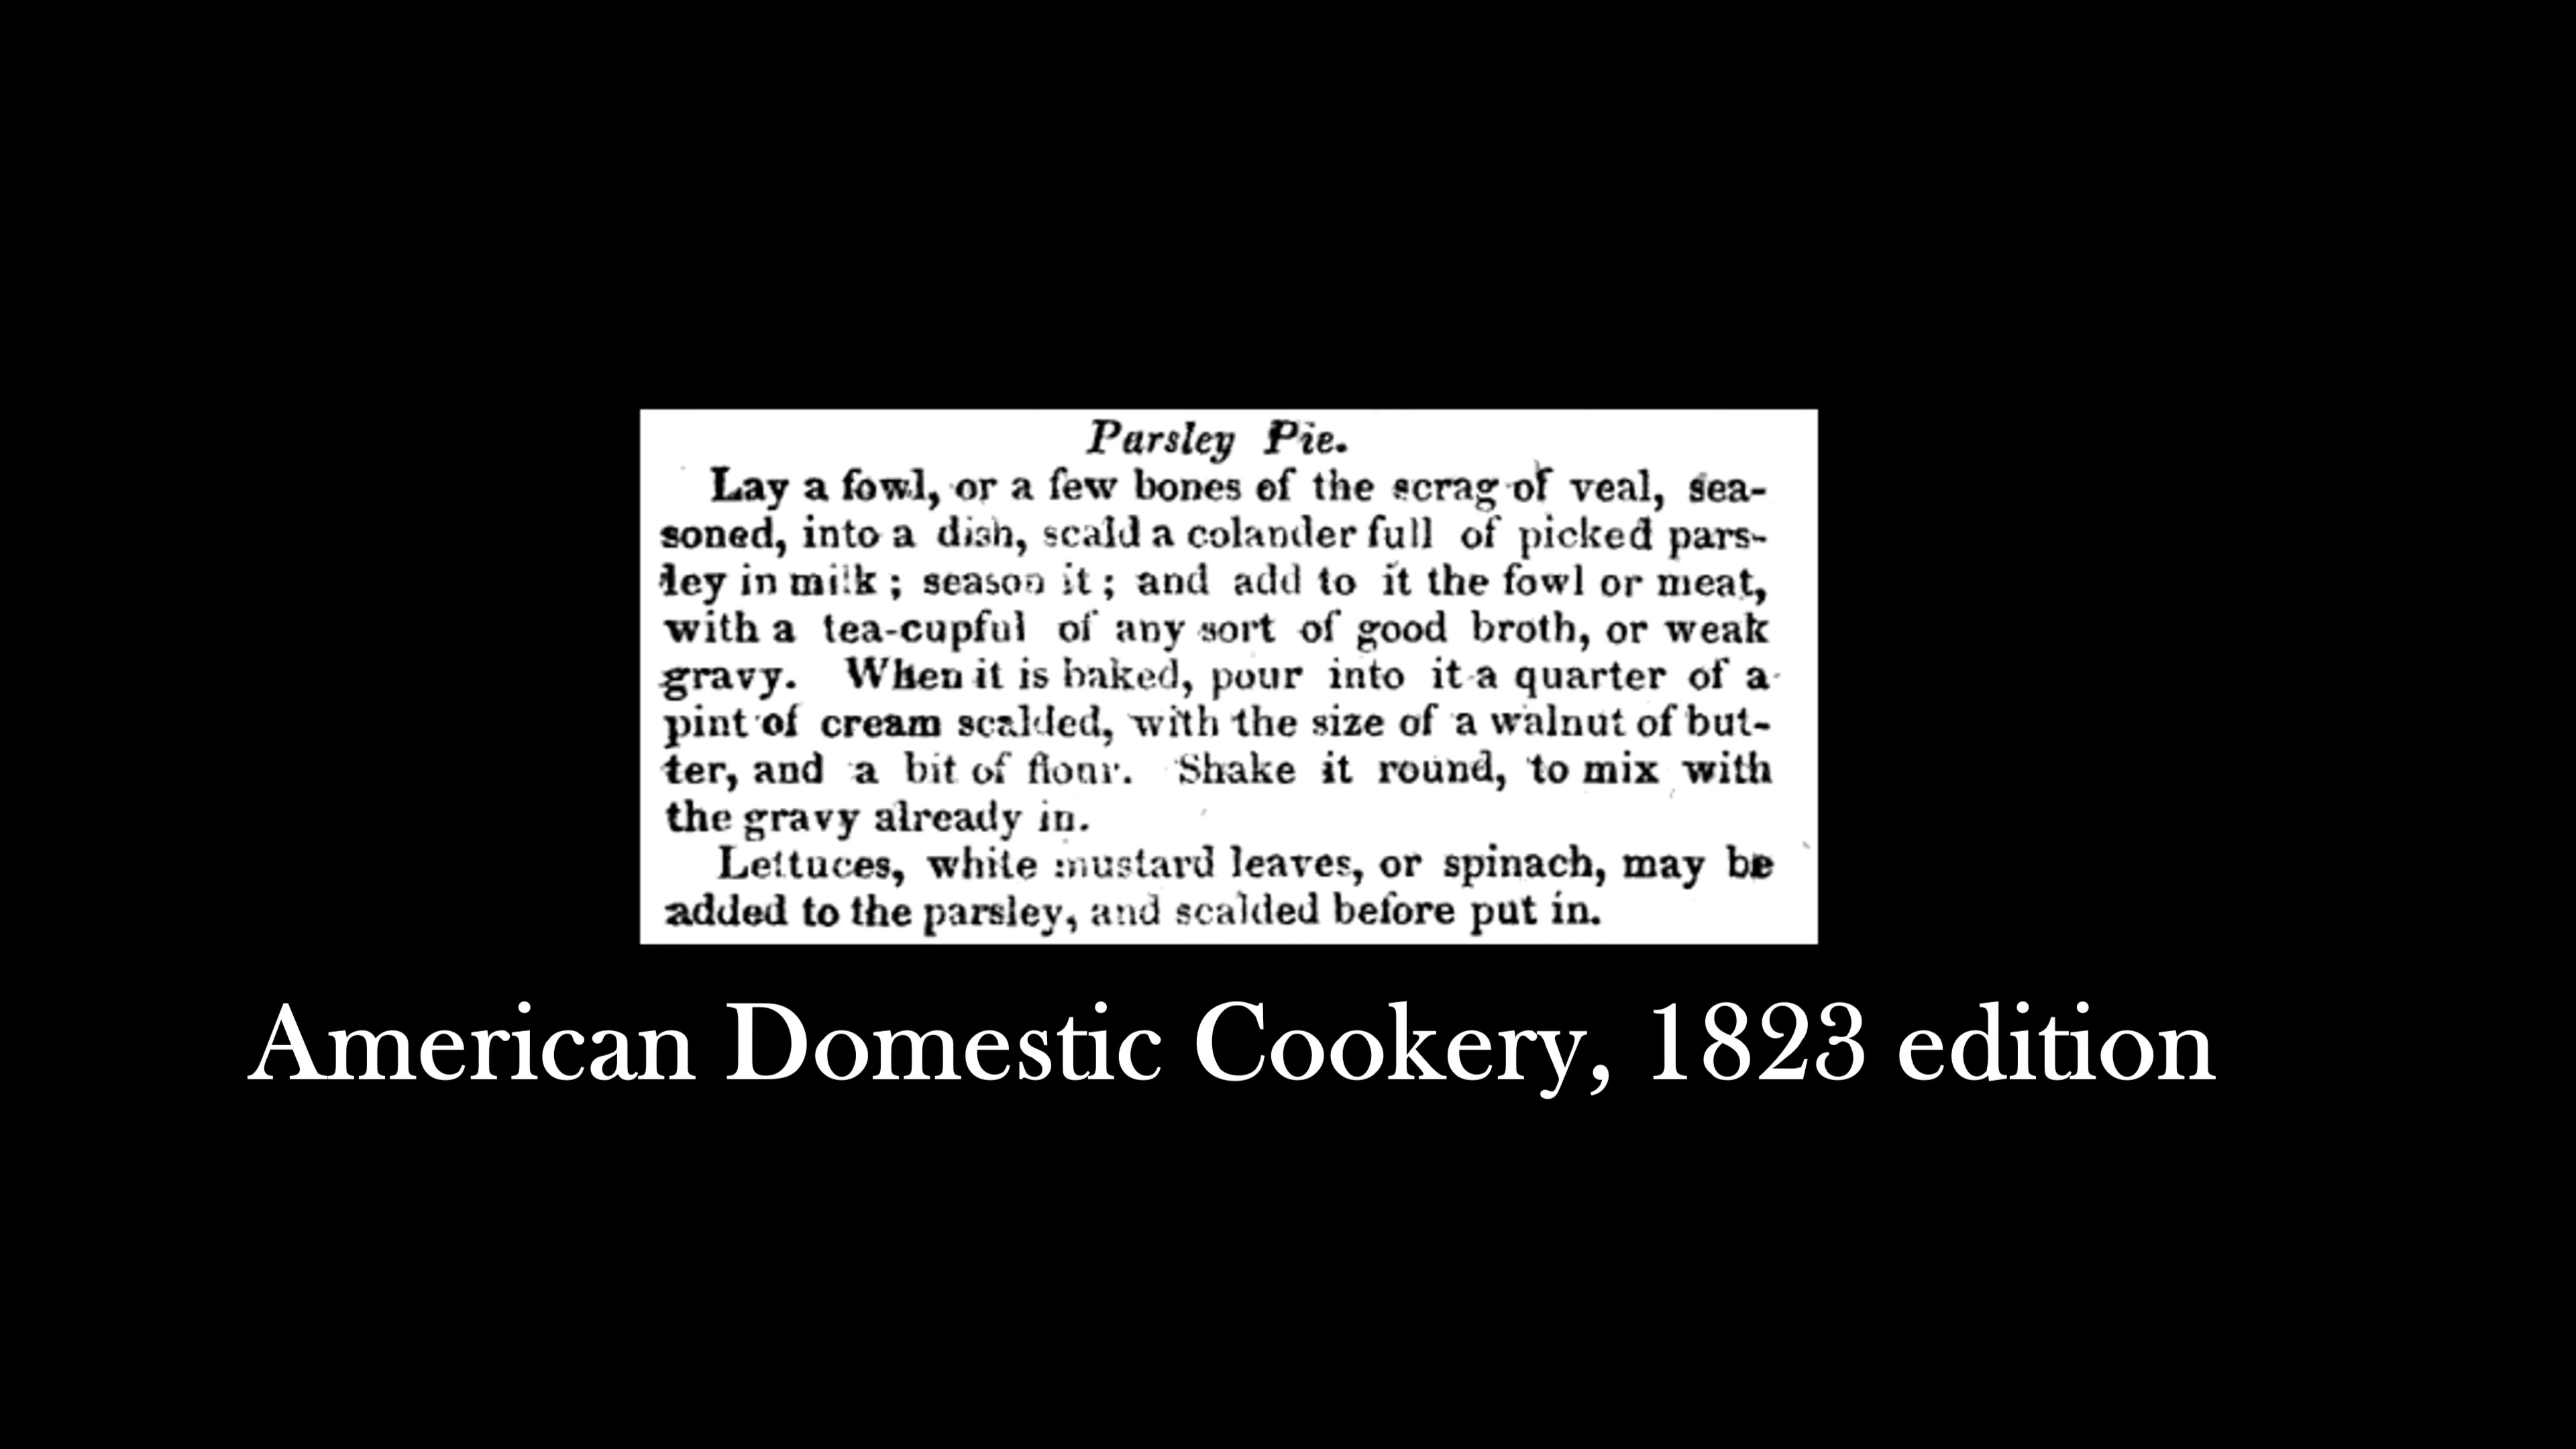 Parsley Pie.
Lay a fowl, or a few bones of the scrag of veal, sea-
soned, into a dish, scald a colander full of picked pars-
ley in milk; season it; and add to it the fowl or meat,
with a tea-cupful of any sort of good broth, or weak
gravy. When it is baked, pour into it a quarter of a
pint of cream scalded, with the size of a walnut of but-
ter, and a bit of flour. Shake it round, to mix with
the gravy already in.
Lettuces, white mustard leaves, or spinach, may be
added to the parsley, and scalded before put in.
American Domestic Cookery, 1823 edition